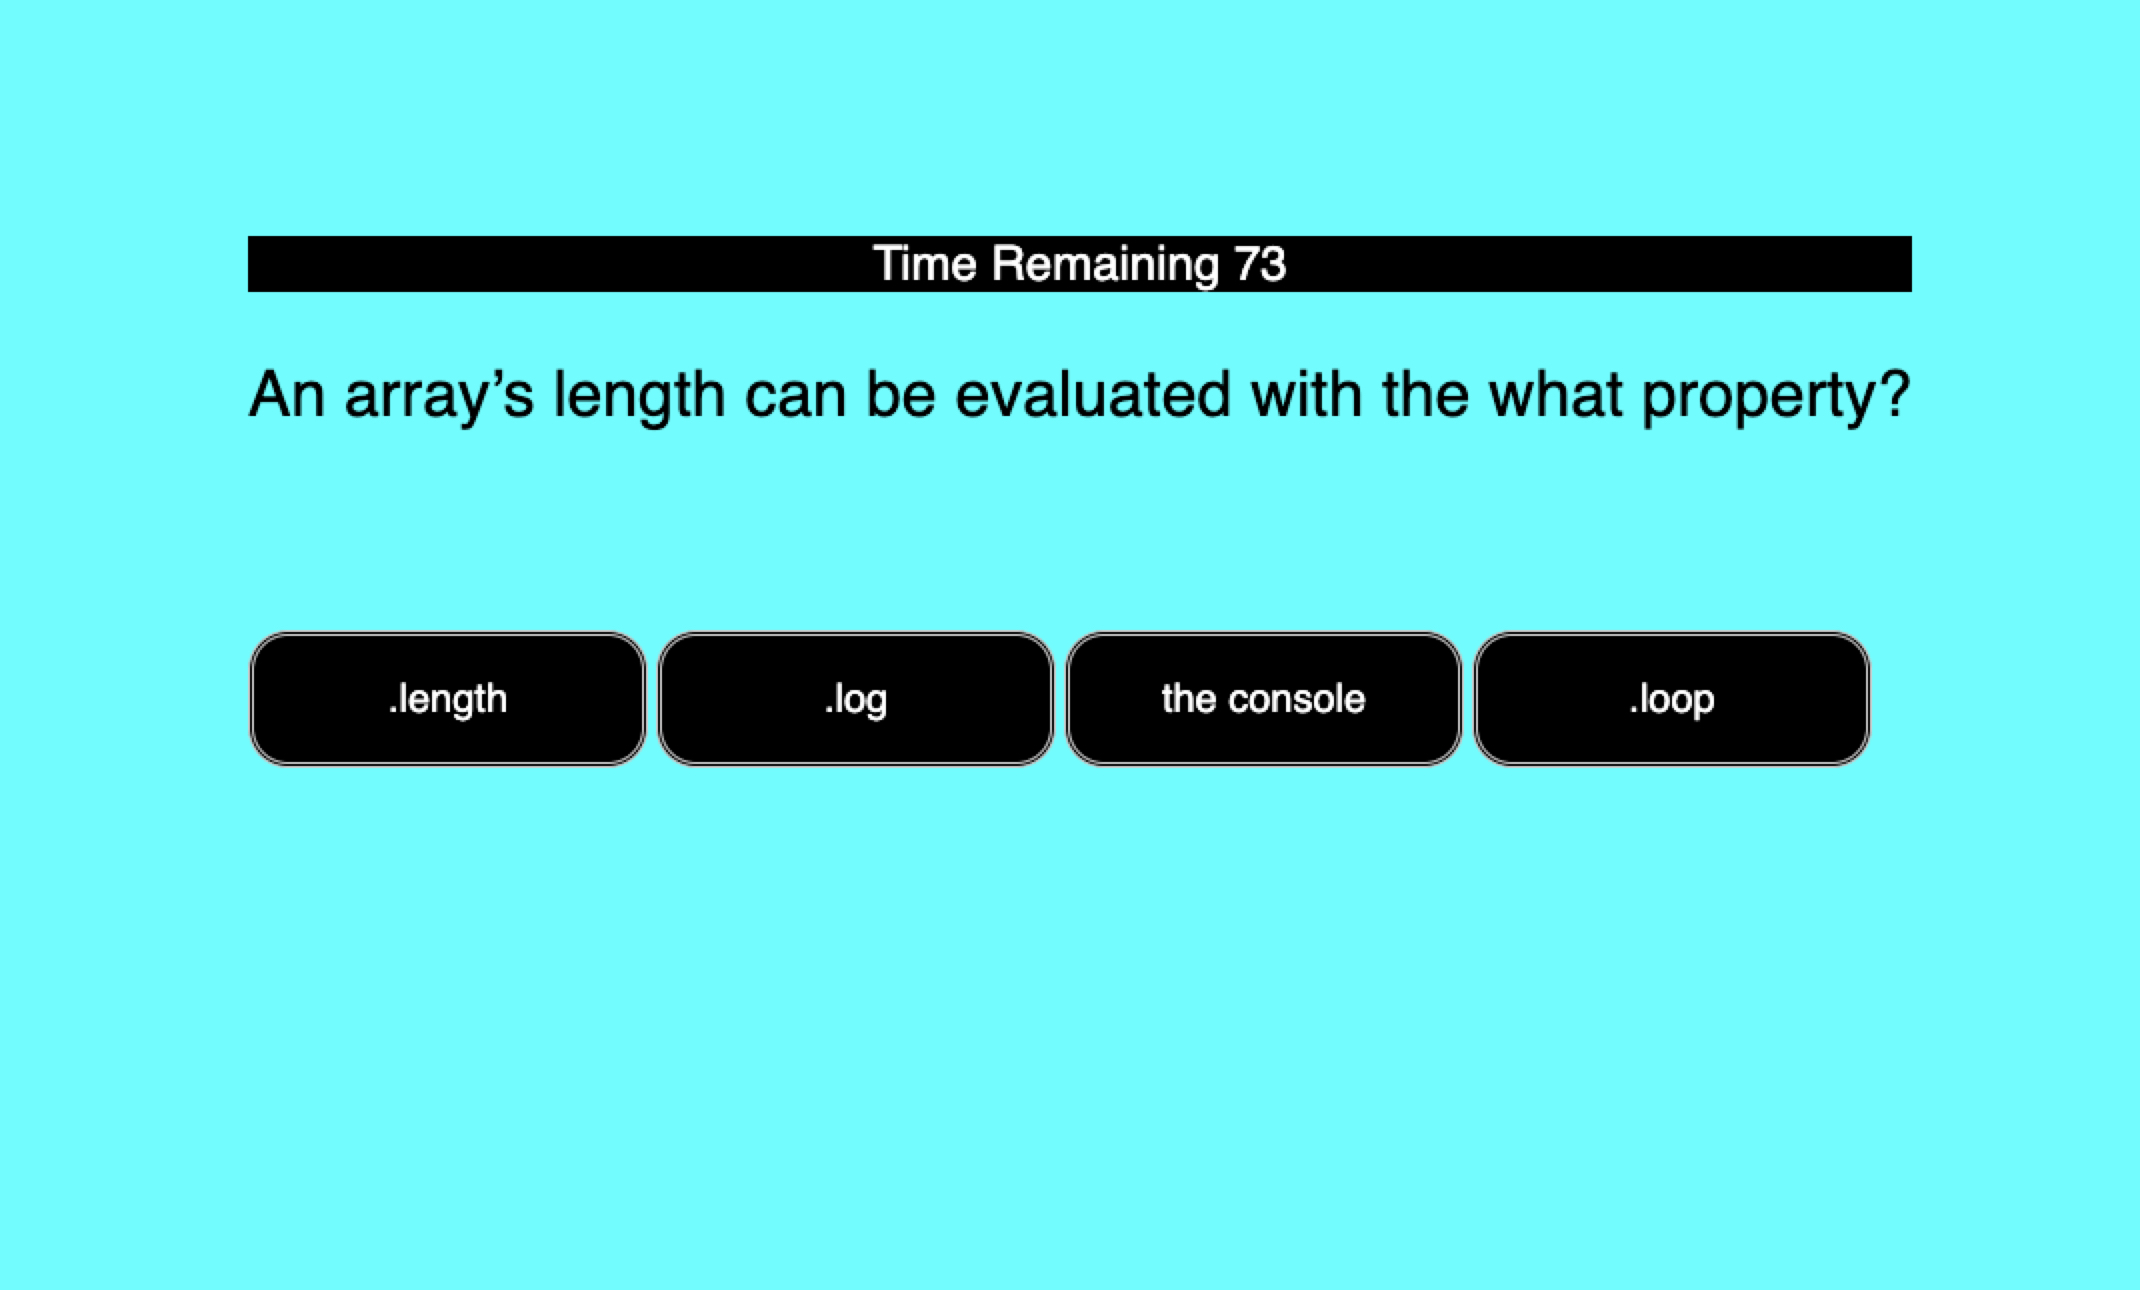 Time Remaining 73
An array’s length can be evaluated with the what property?
.length
.log
the console
.loop